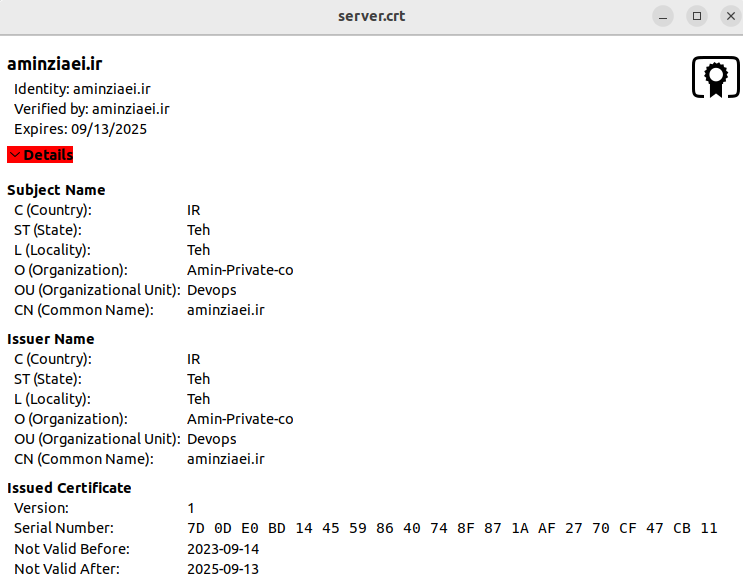 server.crt
aminziaei.ir
Identity: aminziaei.ir
Verified by: aminziaei.ir
Expires: 09/13/2025
Details
Subject Name
C (Country): IR
ST (State): Teh
L (Locality): Teh
O (Organization): Amin-Private-co
OU (Organizational Unit): Devops
CN (Common Name): aminziaei.ir
Issuer Name
C (Country): IR
ST (State): Teh
L (Locality): Teh
O (Organization): Amin-Private-co
OU (Organizational Unit): Devops
CN (Common Name): aminziaei.ir
Issued Certificate
Version: 1
Serial Number: 7D 0D E0 BD 14 45 59 86 40 74 8F 87 1A AF 27 70 CF 47 CB 11
Not Valid Before: 2023-09-14
Not Valid After: 2025-09-13